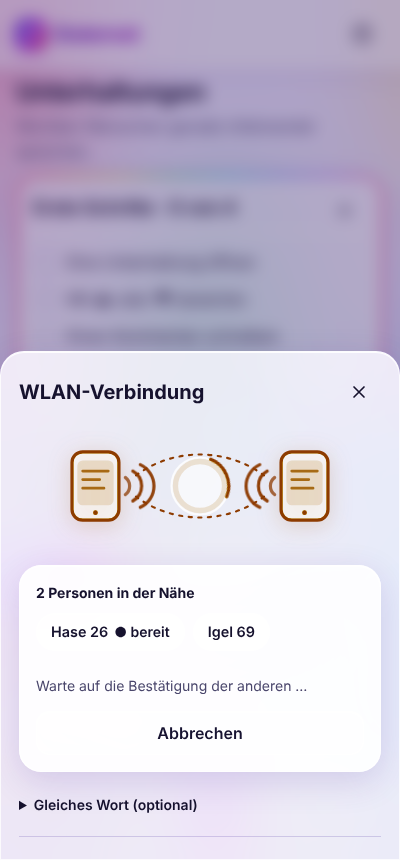 Unterhaltungen
WLAN-Verbindung
2 Personen in der Nähe
Hase 26 ● bereit
Igel 69
Warte auf die Bestätigung der anderen ...
Abbrechen
Gleiches Wort (optional)